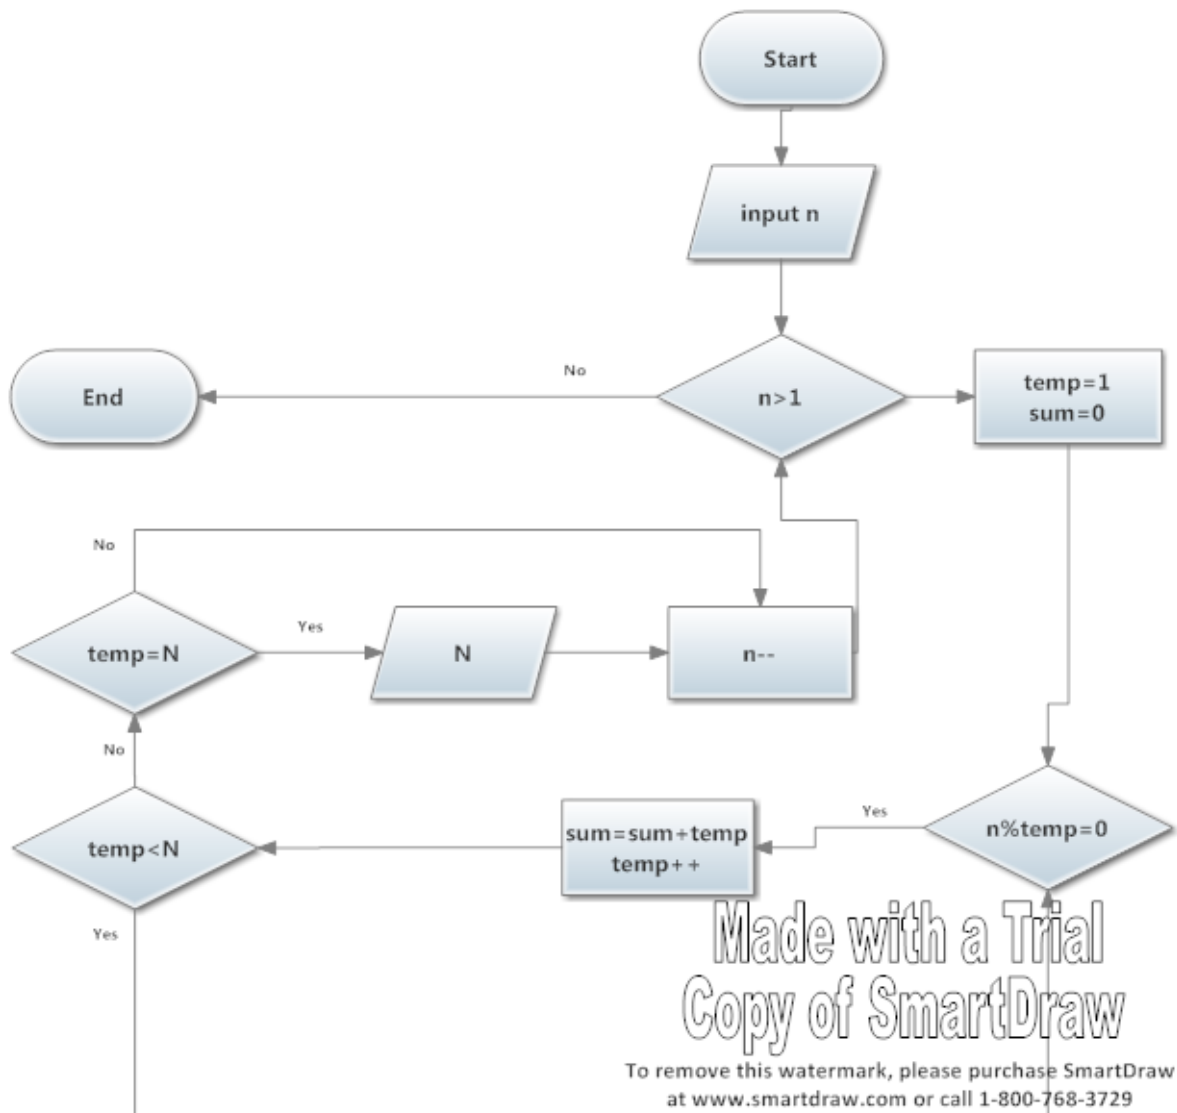 Start
input n
n>1
No
End
temp=1
sum=0
No
temp=N
Yes
N
n--
No
temp<N
Yes
sum=sum+temp
temp++
Yes
n%temp=0
Made with a Trial
Copy of SmartDraw
To remove this watermark, please purchase SmartDraw
at www.smartdraw.com or call 1-800-768-3729